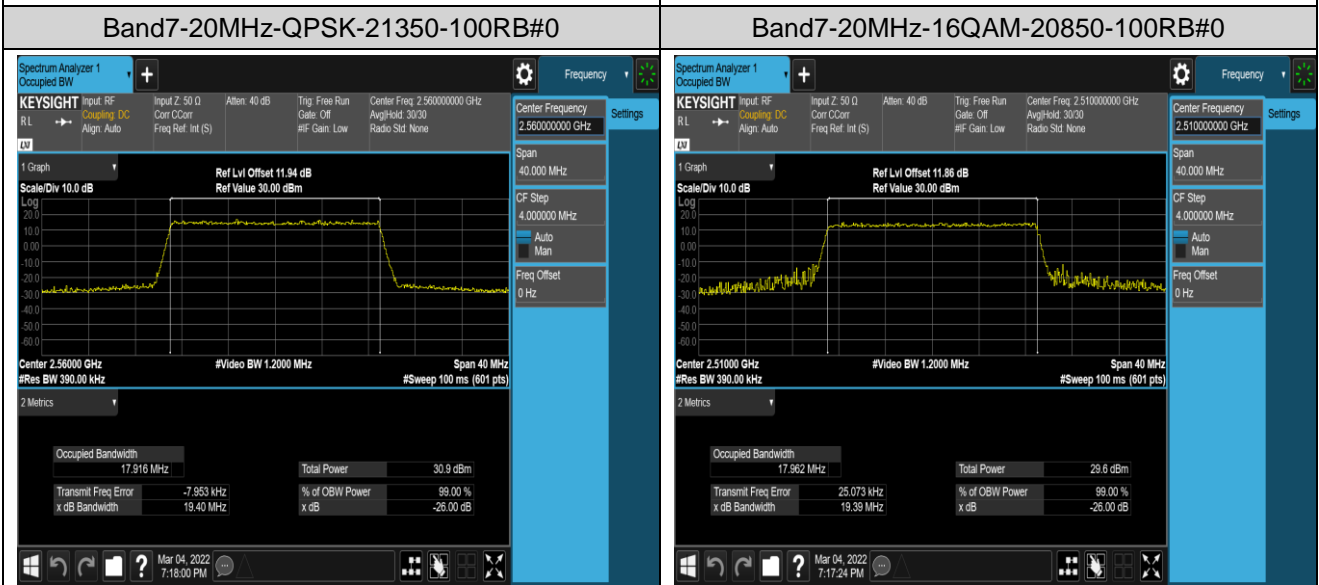 Band7-20MHz-QPSK-21350-100RB#0
Spectrum Analyzer 1
Occupied BW
+
Frequency
KEYSIGHT
RL
LXI
Input: RF
Coupling: DC
Align: Auto
Input Z: 50 Ω
Corr CCorr
Freq Ref: Int (S)
Atten: 40 dB
Trig: Free Run
Gate: Off
#IF Gain: Low
Center Freq: 2.560000000 GHz
Avg|Hold: 30/30
Radio Std: None
Center Frequency
2.560000000 GHz
Settings
Span
40.000 MHz
CF Step
4.000000 MHz
Auto
Man
Freq Offset
0 Hz
1 Graph
Scale/Div 10.0 dB
Ref Lvl Offset 11.94 dB
Ref Value 30.00 dBm
Log
20.0
10.0
0.00
-10.0
-20.0
-30.0
-40.0
-50.0
-60.0
Center 2.56000 GHz
#Res BW 390.00 kHz
#Video BW 1.2000 MHz
Span 40 MHz
#Sweep 100 ms (601 pts)
2 Metrics
Occupied Bandwidth
17.916 MHz
Total Power 30.9 dBm
Transmit Freq Error -7.953 kHz
% of OBW Power 99.00 %
x dB Bandwidth 19.40 MHz
x dB -26.00 dB
?
Mar 04, 2022
7:18:00 PM
Band7-20MHz-16QAM-20850-100RB#0
Spectrum Analyzer 1
Occupied BW
+
Frequency
KEYSIGHT
RL
LXI
Input: RF
Coupling: DC
Align: Auto
Input Z: 50 Ω
Corr CCorr
Freq Ref: Int (S)
Atten: 40 dB
Trig: Free Run
Gate: Off
#IF Gain: Low
Center Freq: 2.510000000 GHz
Avg|Hold: 30/30
Radio Std: None
Center Frequency
2.510000000 GHz
Settings
Span
40.000 MHz
CF Step
4.000000 MHz
Auto
Man
Freq Offset
0 Hz
1 Graph
Scale/Div 10.0 dB
Ref Lvl Offset 11.86 dB
Ref Value 30.00 dBm
Log
20.0
10.0
0.00
-10.0
-20.0
-30.0
-40.0
-50.0
-60.0
Center 2.51000 GHz
#Res BW 390.00 kHz
#Video BW 1.2000 MHz
Span 40 MHz
#Sweep 100 ms (601 pts)
2 Metrics
Occupied Bandwidth
17.962 MHz
Total Power 29.6 dBm
Transmit Freq Error 25.073 kHz
% of OBW Power 99.00 %
x dB Bandwidth 19.39 MHz
x dB -26.00 dB
?
Mar 04, 2022
7:17:24 PM